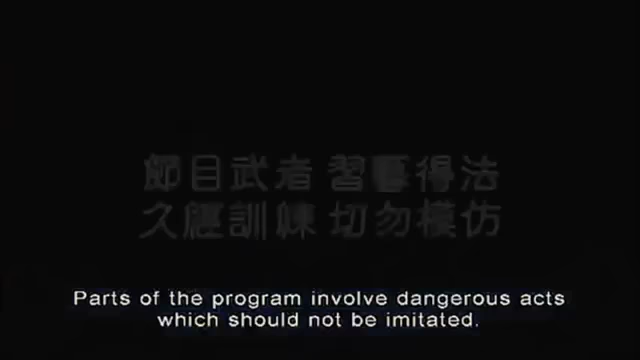 節目武者 習藝得法
久經訓練 切勿模仿
Parts of the program involve dangerous acts
which should not be imitated.